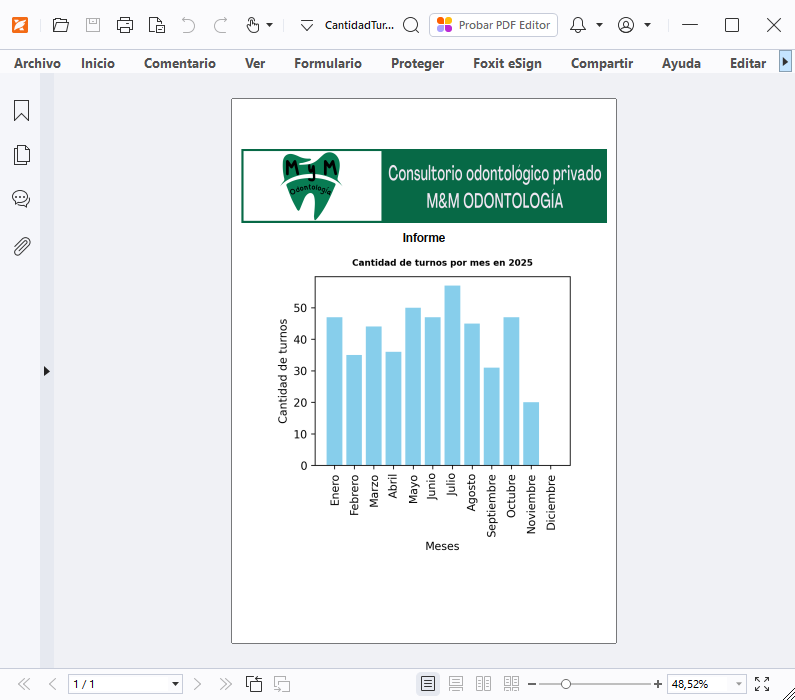 CantidadTur...
Probar PDF Editor
Archivo Inicio Comentario Ver Formulario Proteger Foxit eSign Compartir Ayuda Editar
M y M
Odontología
Consultorio odontológico privado
M&M ODONTOLOGÍA
Informe
Cantidad de turnos por mes en 2025
Cantidad de turnos
50
40
30
20
10
0
Enero Febrero Marzo Abril Mayo Junio Julio Agosto Septiembre Octubre Noviembre Diciembre
Meses
1 / 1
48,52%